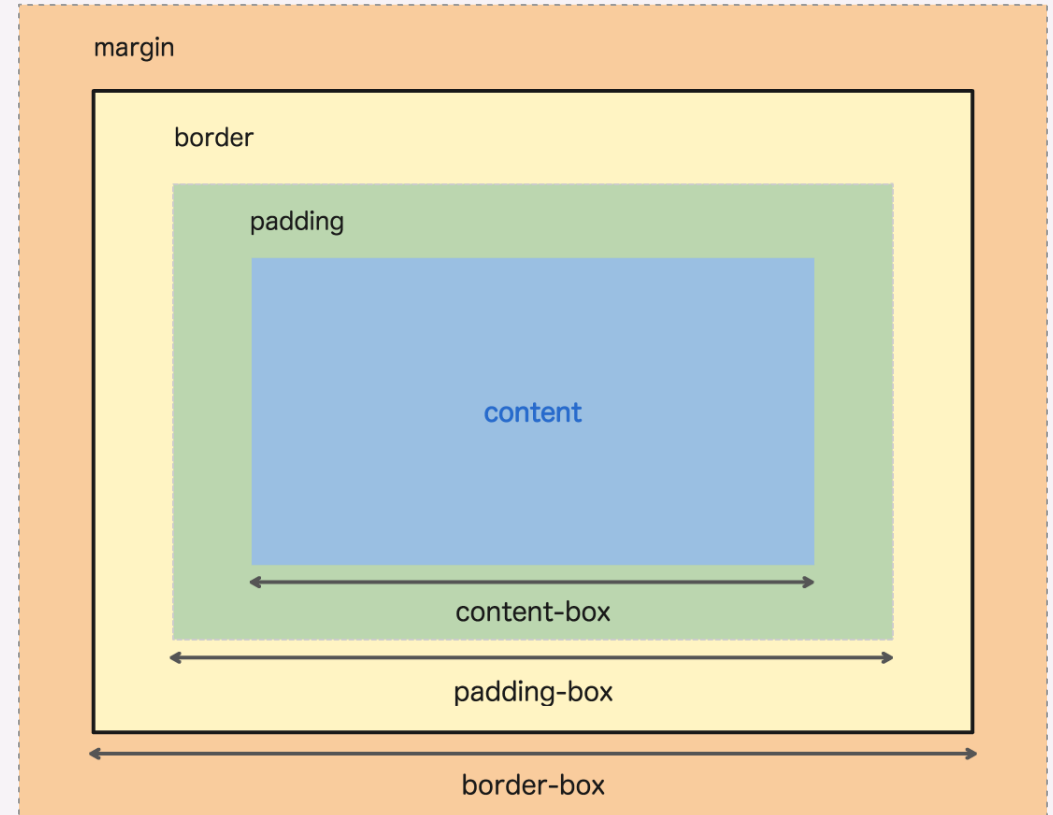 margin
border
padding
content
content-box
padding-box
border-box